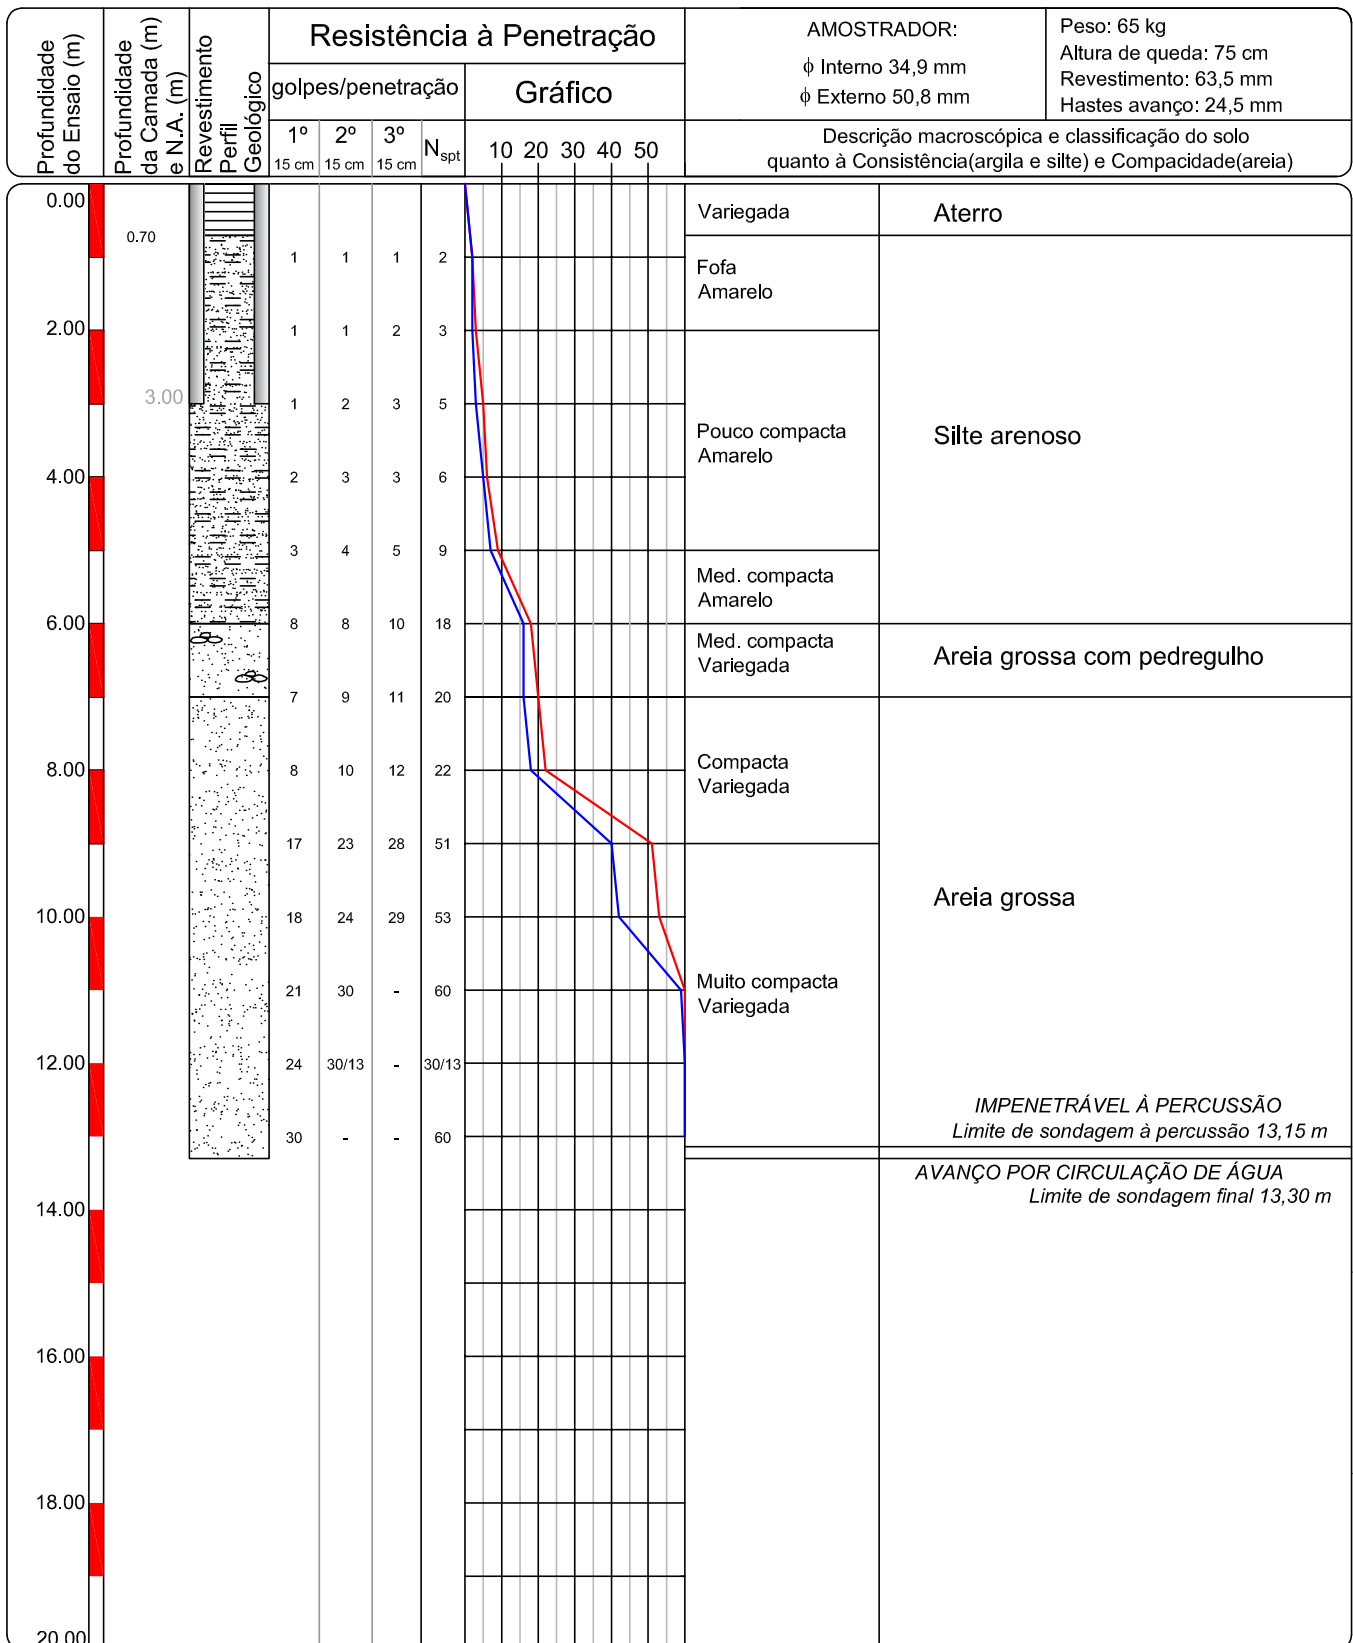 Profundidade
do Ensaio (m)
Profundidade
da Camada (m)
e N.A. (m)
Revestimento
Perfil
Geológico
Resistência à Penetração
golpes/penetração
Gráfico
1º 2º 3º Nspt
15 cm 15 cm 15 cm
10 20 30 40 50
AMOSTRADOR:
ϕ Interno 34,9 mm
ϕ Externo 50,8 mm
Peso: 65 kg
Altura de queda: 75 cm
Revestimento: 63,5 mm
Hastes avanço: 24,5 mm
Descrição macroscópica e classificação do solo
quanto à Consistência(argila e silte) e Compacidade(areia)
0.00
Variegada
Aterro
0.70
1 1 1 2
Fofa
Amarelo
2.00
1 1 2 3
3.00
1 2 3 5
Pouco compacta
Amarelo
Silte arenoso
4.00
2 3 3 6
3 4 5 9
Med. compacta
Amarelo
6.00
8 8 10 18
Med. compacta
Variegada
Areia grossa com pedregulho
7 9 11 20
8.00
8 10 12 22
Compacta
Variegada
17 23 28 51
Areia grossa
10.00
18 24 29 53
21 30 - 60
Muito compacta
Variegada
12.00
24 30/13 - 30/13
IMPENETRÁVEL À PERCUSSÃO
Limite de sondagem à percussão 13,15 m
30 - - 60
AVANÇO POR CIRCULAÇÃO DE ÁGUA
Limite de sondagem final 13,30 m
14.00
16.00
18.00
20.00